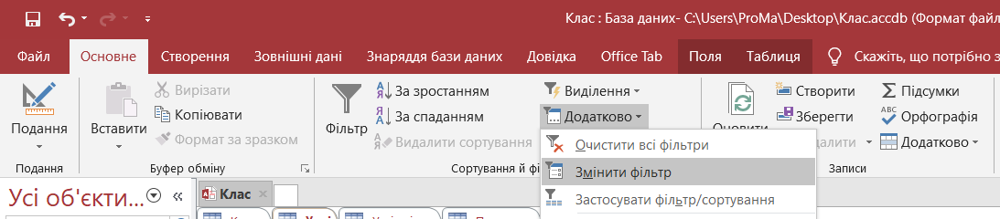 Клас : База даних- C:\Users\ProMa\Desktop\Клас.accdb (Формат фай
Файл Основне Створення Зовнішні дані Знаряддя бази даних Довідка Office Tab Поля Таблиця Скажіть, що потрібно з
Подання
Вставити
Вирізати
Копіювати
Формат за зразком
Фільтр
За зростанням
За спаданням
Видалити сортування
Виділення
Додатково
Очистити всі фільтри
Змінити фільтр
Застосувати фільтр/сортування
Створити
Зберегти
Підсумки
Орфографія
Додатково
Подання Буфер обміну Сортування й фі Записи
Усі об'єкти... Клас